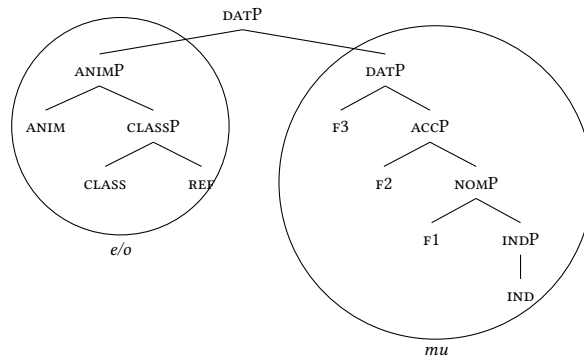 DATP
ANIMP DATP
ANIM CLASSP F3 ACCP
CLASS REF F2 NOMP
F1 INDP
e/o
IND
mu